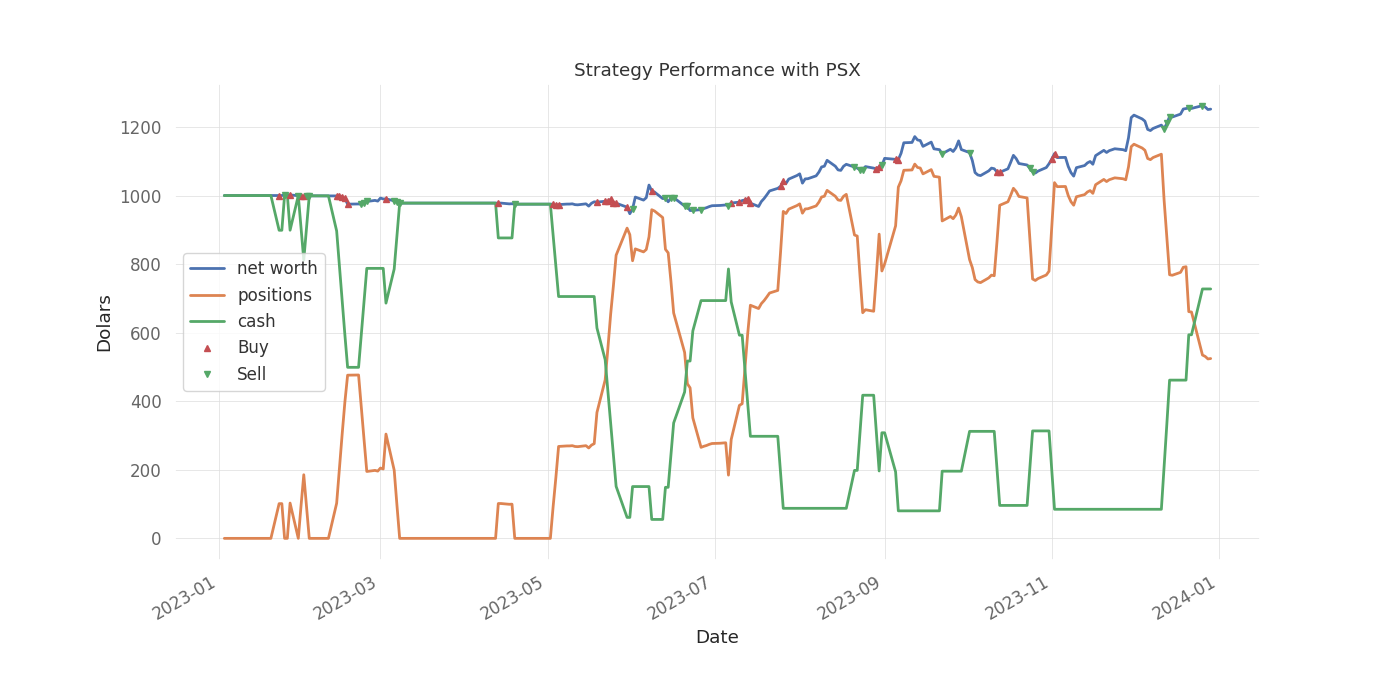 Strategy Performance with PSX
1200
1000
800
600
400
200
0
Dolars
net worth
positions
cash
Buy
Sell
2023-01
2023-03
2023-05
2023-07
2023-09
2023-11
2024-01
Date